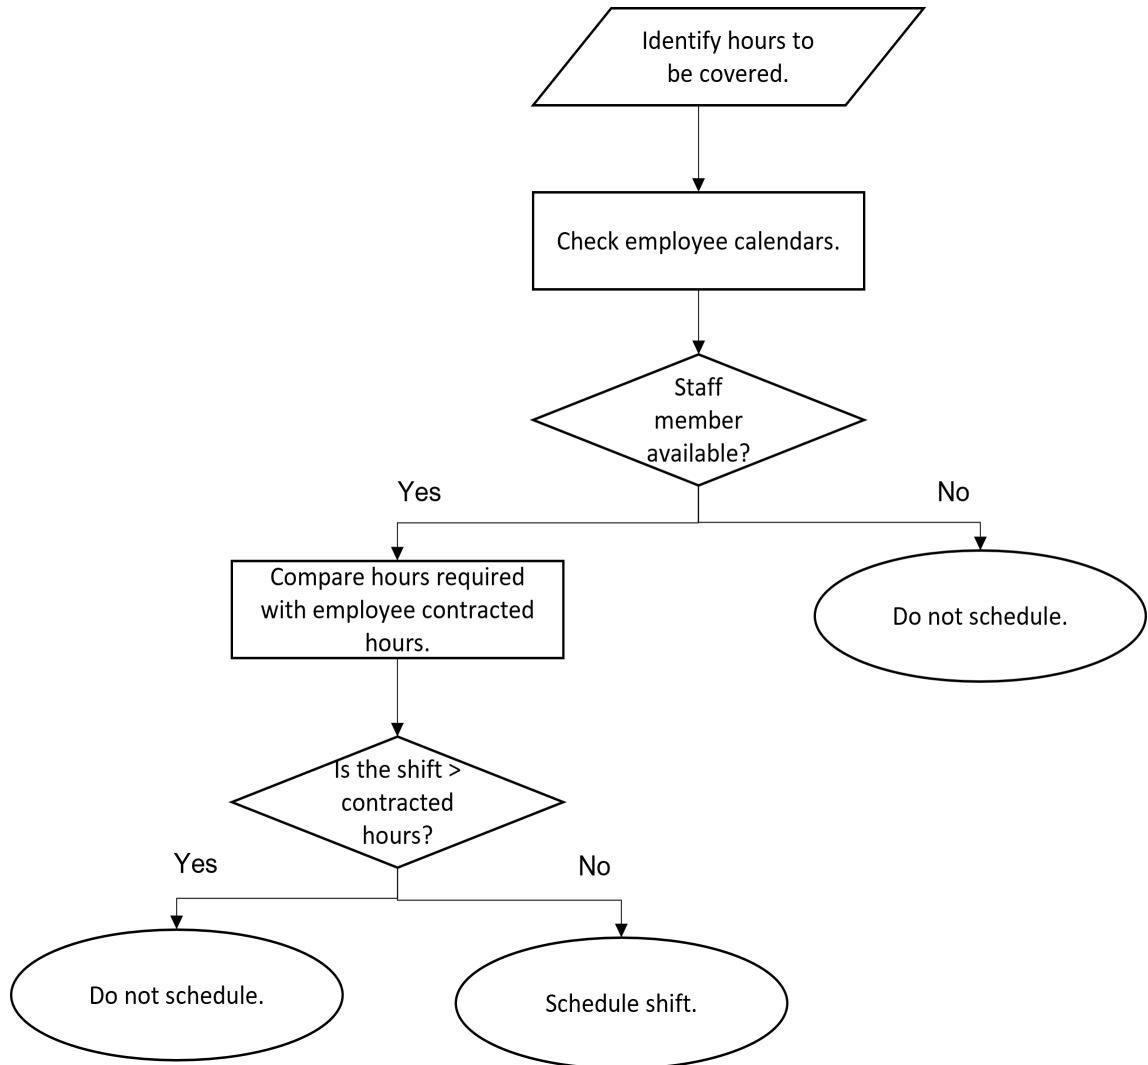 Identify hours to
be covered.
Check employee calendars.
Staff
member
available?
Yes
No
Compare hours required
with employee contracted
hours.
Do not schedule.
Is the shift >
contracted
hours?
Yes
No
Do not schedule.
Schedule shift.